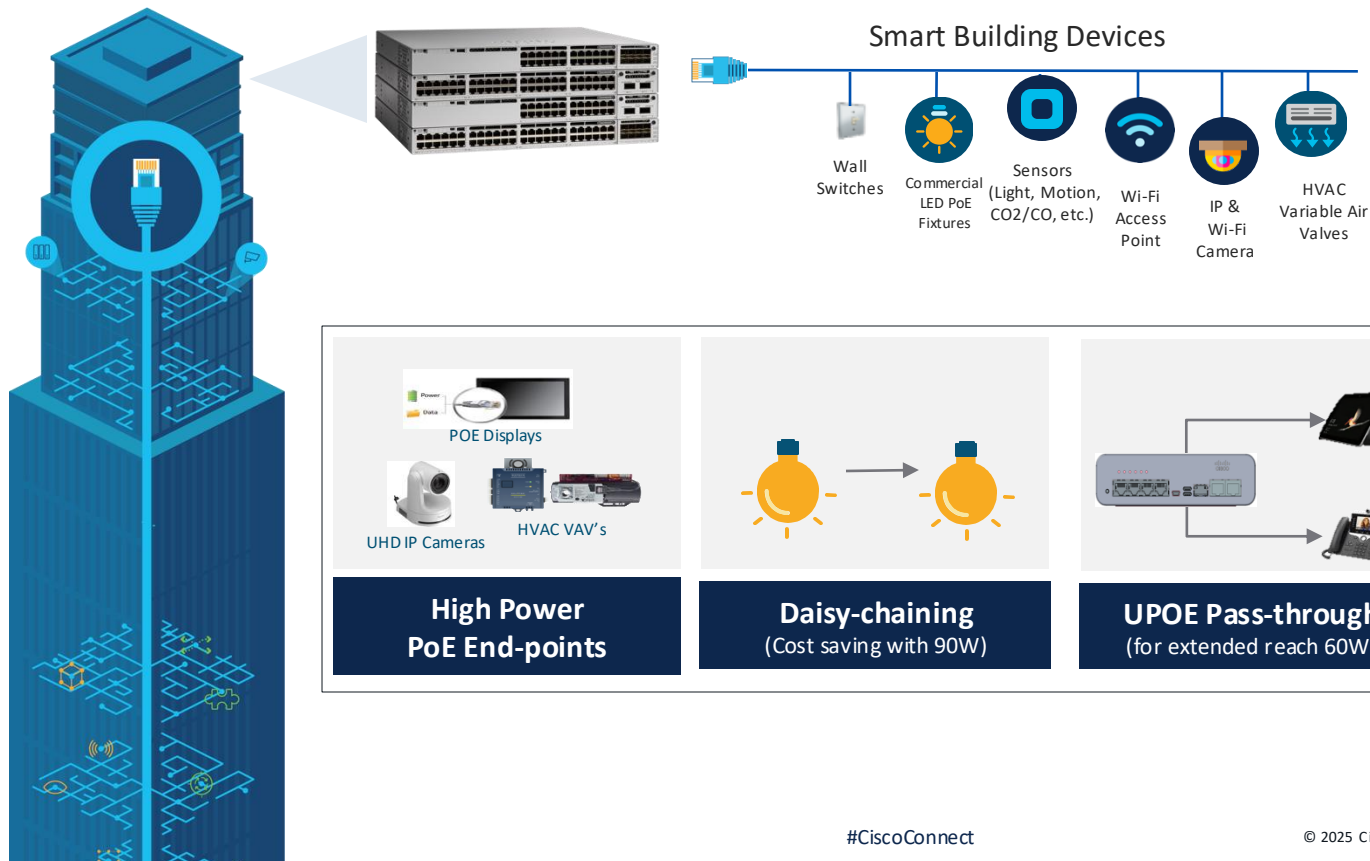 Smart Building Devices
Wall
Switches
Commercial
LED PoE
Fixtures
Sensors
(Light, Motion,
CO2/CO, etc.)
Wi-Fi
Access
Point
IP &
Wi-Fi
Camera
HVAC
Variable Air
Valves
Power
Data
POE Displays
UHD IP Cameras
HVAC VAV's
High Power
PoE End-points
Daisy-chaining
(Cost saving with 90W)
UPOE Pass-through
(for extended reach 60W
#CiscoConnect
© 2025 Ci